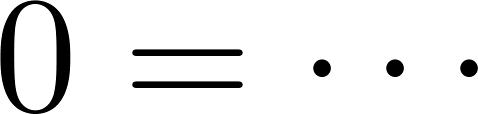 0 = · · ·